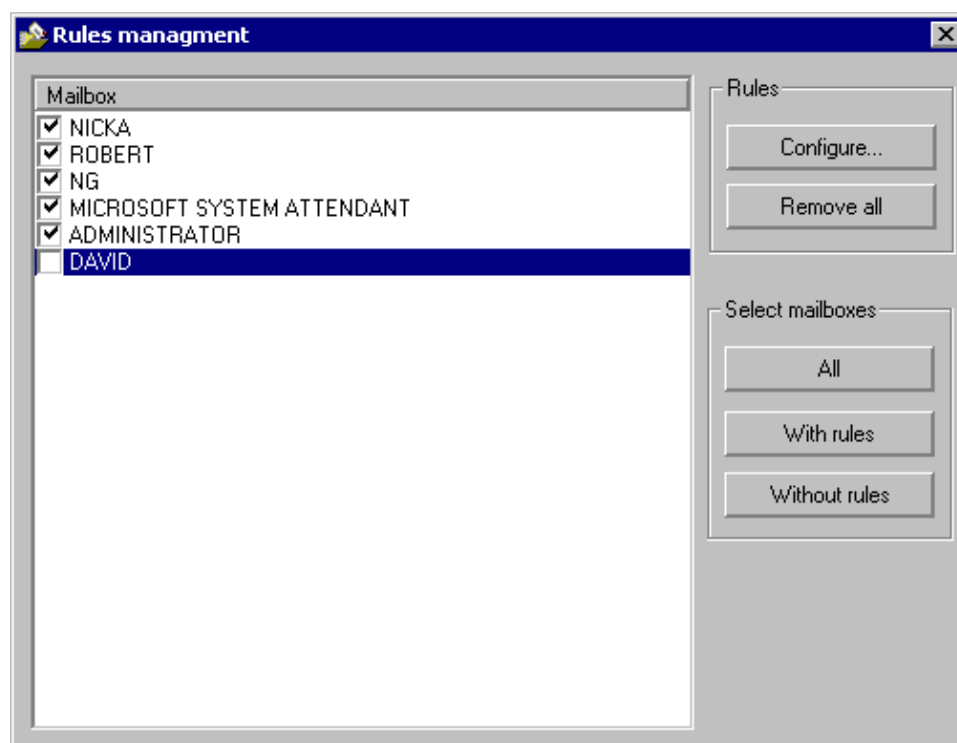 Rules managment
Mailbox
NICKA
ROBERT
NG
MICROSOFT SYSTEM ATTENDANT
ADMINISTRATOR
DAVID
Rules
Configure...
Remove all
Select mailboxes
All
With rules
Without rules